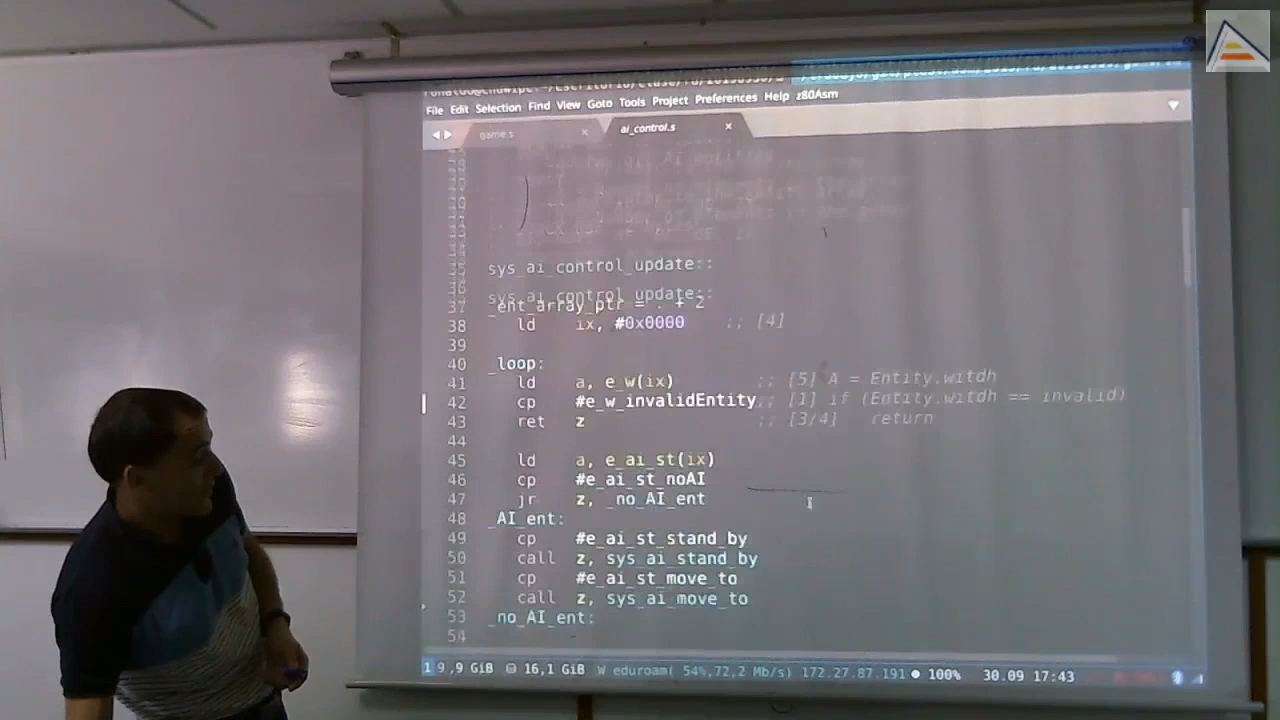 File Edit Selection Find View Goto Tools Project Preferences Help z80Asm
game.s × ai_control.s ×
35 sys_ai_control_update::
36 sys_ai_control_update::
37 _ent_array_ptr = . + 2
38 ld ix, #0x0000 ;; [4]
39
40 _loop:
41 ld a, e_w(ix) ;; [5] A = Entity.witdh
42 cp #e_w_invalidEntity;; [1] if (Entity.witdh == invalid)
43 ret z ;; [3/4] return
44
45 ld a, e_ai_st(ix)
46 cp #e_ai_st_noAI
47 jr z, _no_AI_ent
48 _AI_ent:
49 cp #e_ai_st_stand_by
50 call z, sys_ai_stand_by
51 cp #e_ai_st_move_to
52 call z, sys_ai_move_to
53 _no_AI_ent:
54
1 9,9 GiB 16,1 GiB W eduroam( 54%,72,2 Mb/s) 172.27.87.191 100% 30.09 17:43